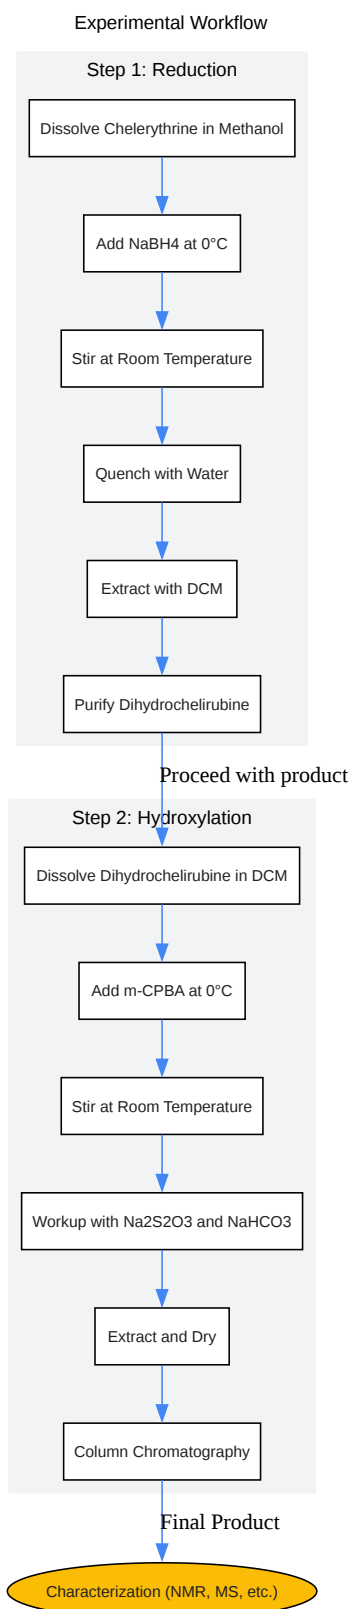 Experimental Workflow
Step 1: Reduction
Dissolve Chelerythrine in Methanol
Add NaBH4 at 0°C
Stir at Room Temperature
Quench with Water
Extract with DCM
Purify Dihydrochelirubine
Proceed with product
Step 2: Hydroxylation
Dissolve Dihydrochelirubine in DCM
Add m-CPBA at 0°C
Stir at Room Temperature
Workup with Na2S2O3 and NaHCO3
Extract and Dry
Column Chromatography
Final Product
Characterization (NMR, MS, etc.)